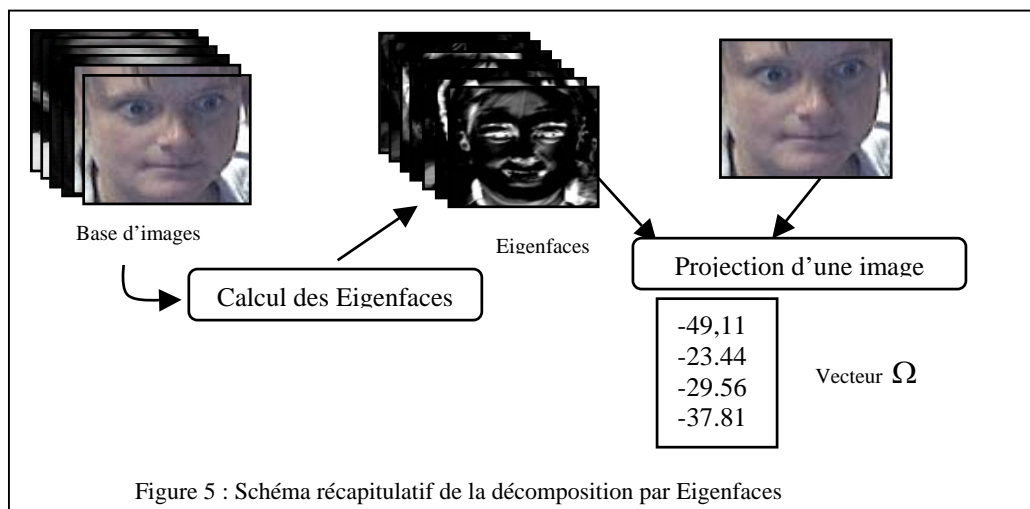 Base d'images
Eigenfaces
Projection d'une image
Calcul des Eigenfaces
-49,11
-23.44
-29.56
-37.81
Vecteur Ω
Figure 5 : Schéma récapitulatif de la décomposition par Eigenfaces